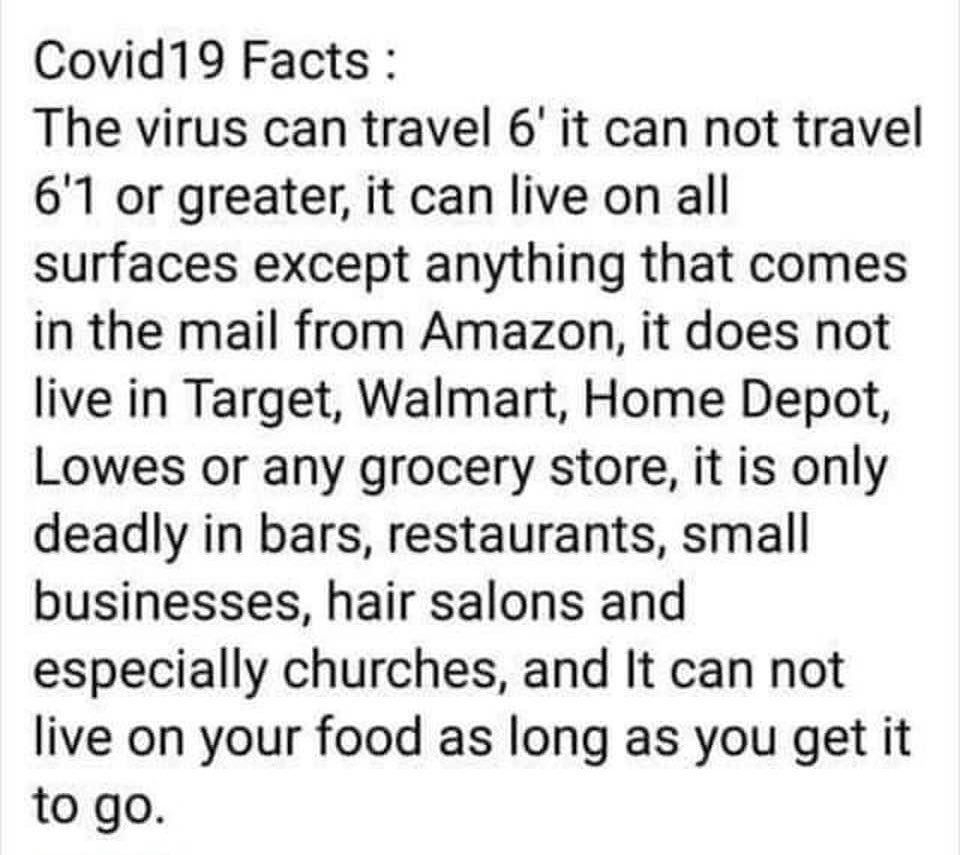 Covid19 Facts :
The virus can travel 6' it can not travel
6'1 or greater, it can live on all
surfaces except anything that comes
in the mail from Amazon, it does not
live in Target, Walmart, Home Depot,
Lowes or any grocery store, it is only
deadly in bars, restaurants, small
businesses, hair salons and
especially churches, and It can not
live on your food as long as you get it
to go.